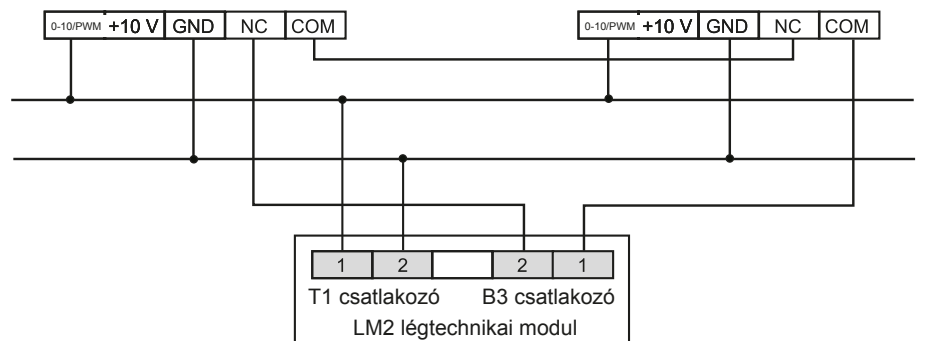 0-10/PWM +10 V GND NC COM
0-10/PWM +10 V GND NC COM
1 2 2 1
T1 csatlakozó B3 csatlakozó
LM2 légtechnikai modul